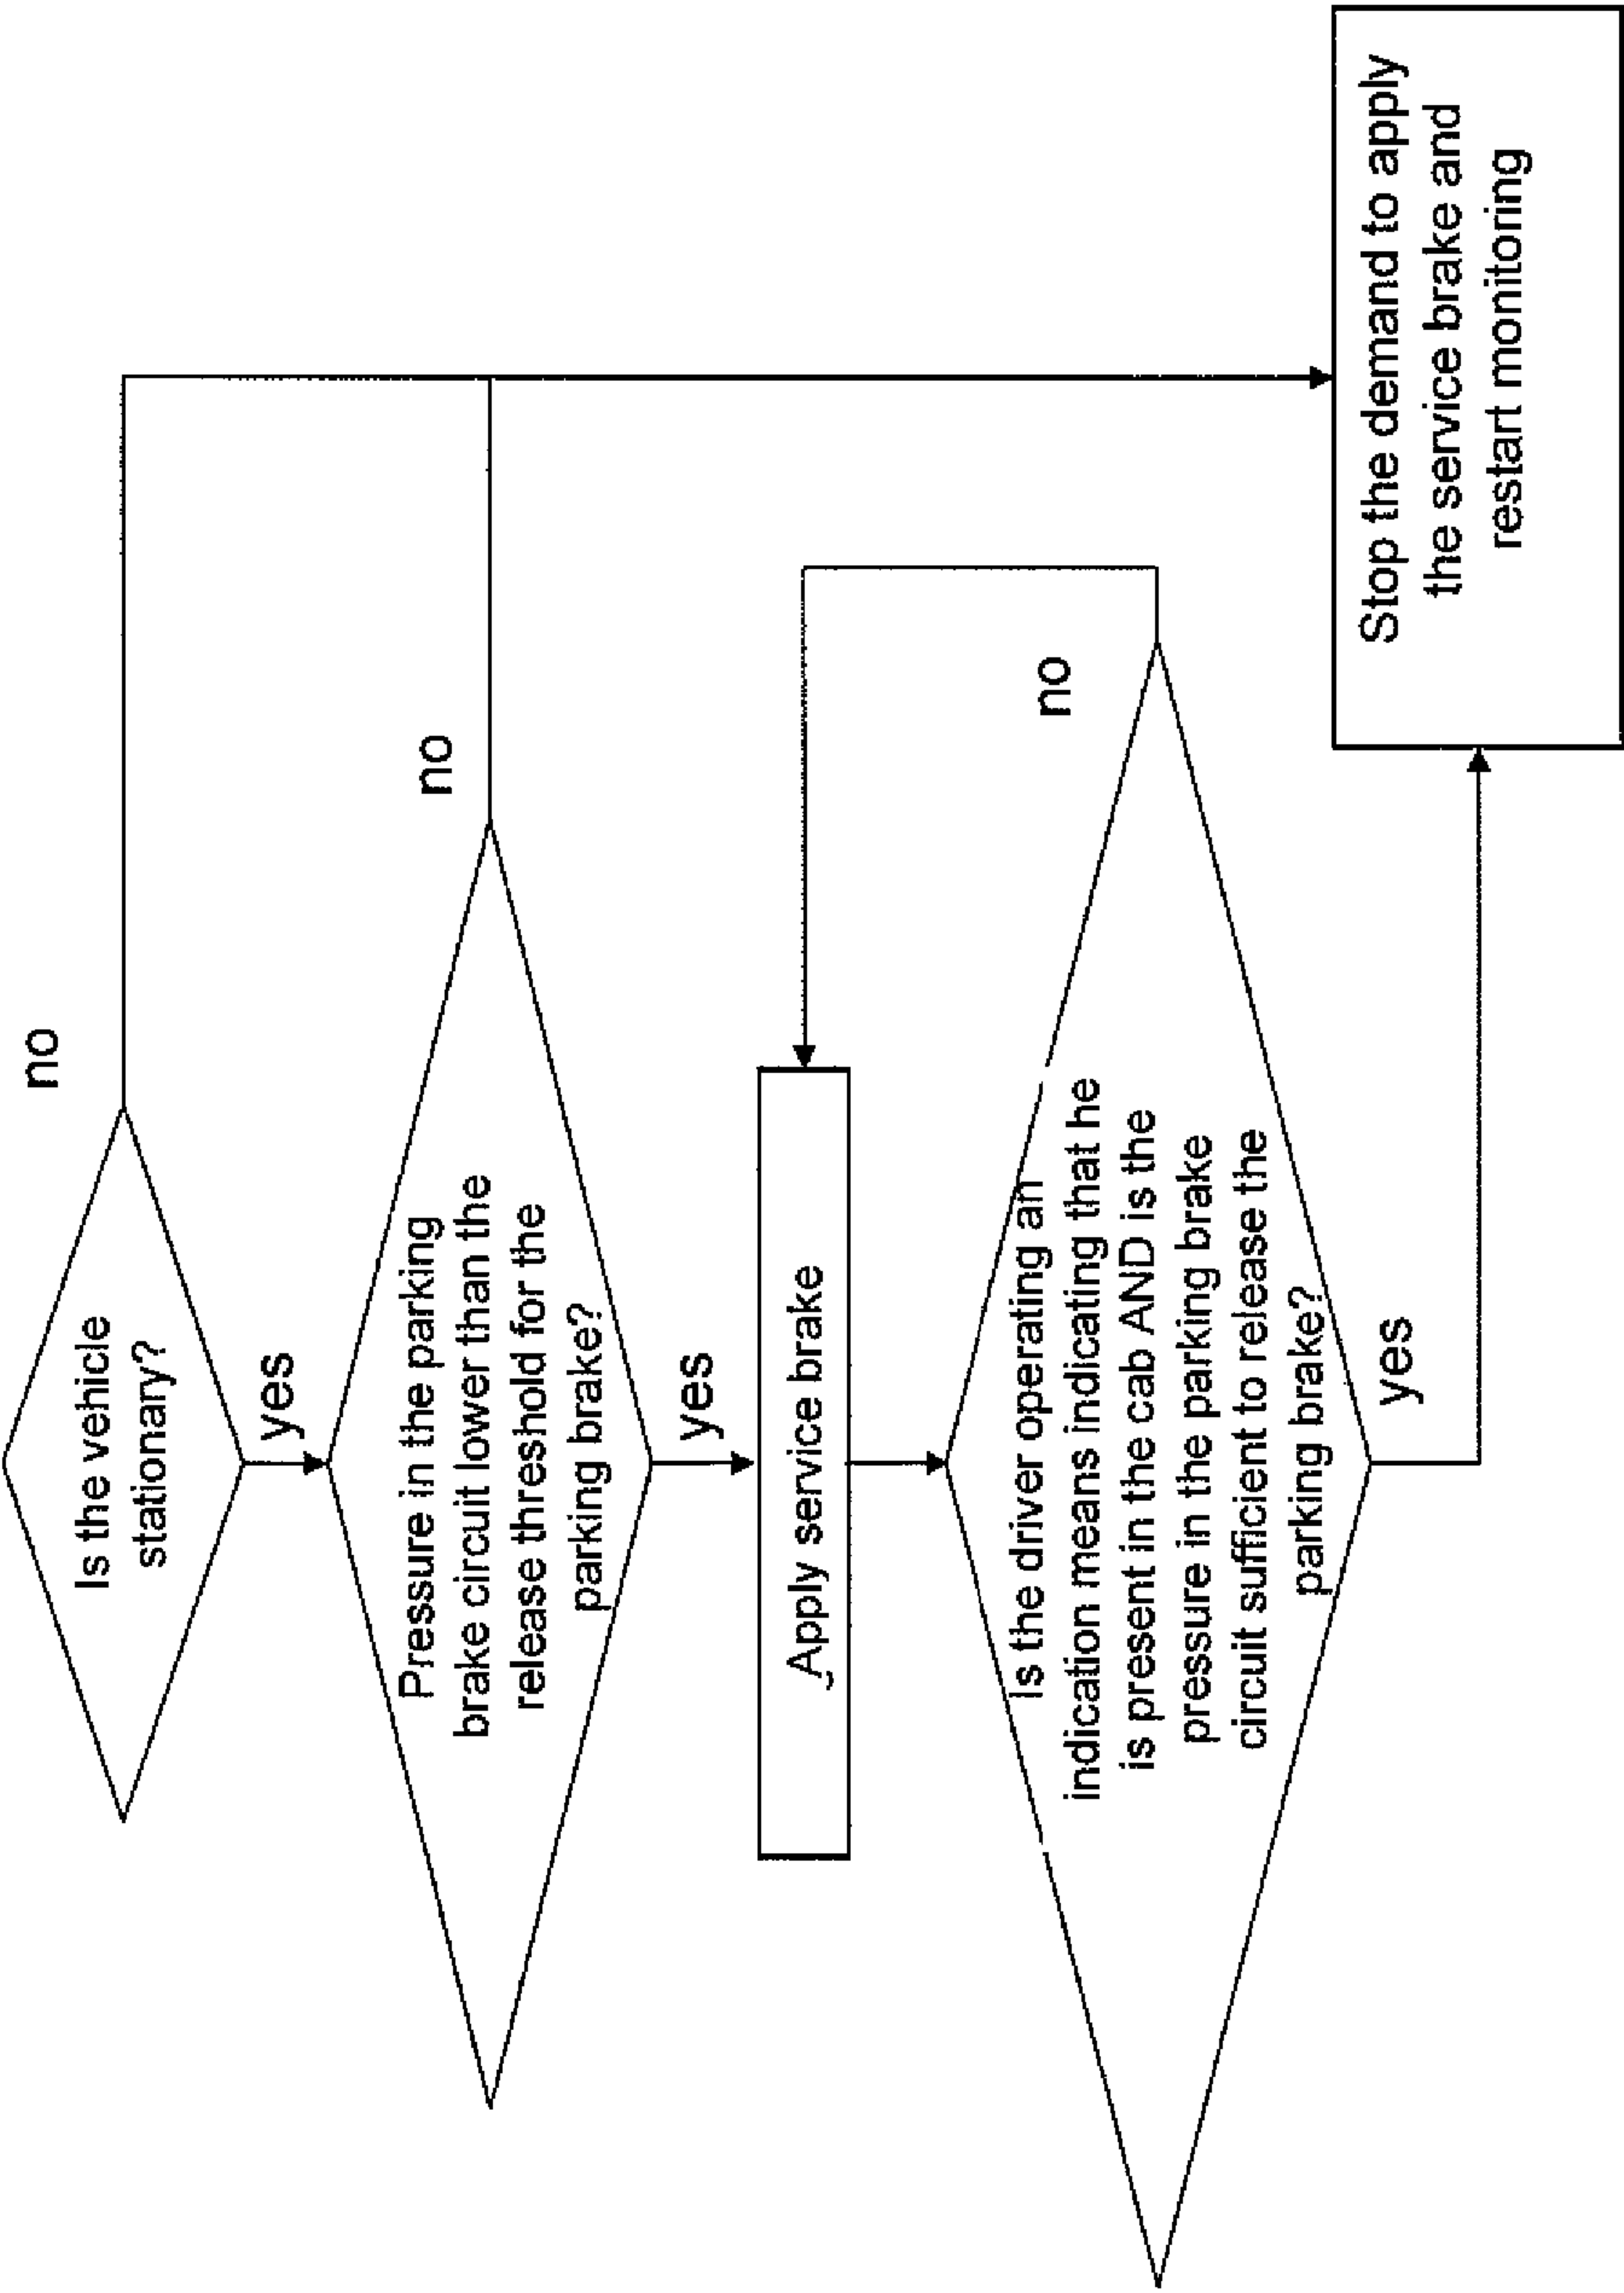 Is the vehicle
stationary?
no
yes
Pressure in the parking
brake circuit lower than the
release threshold for the
parking brake?
no
yes
Apply service brake
Is the driver operating an
indication means indicating that he
is present in the cab AND is the
pressure in the parking brake
circuit sufficient to release the
parking brake?
no
yes
Stop the demand to apply
the service brake and
restart monitoring